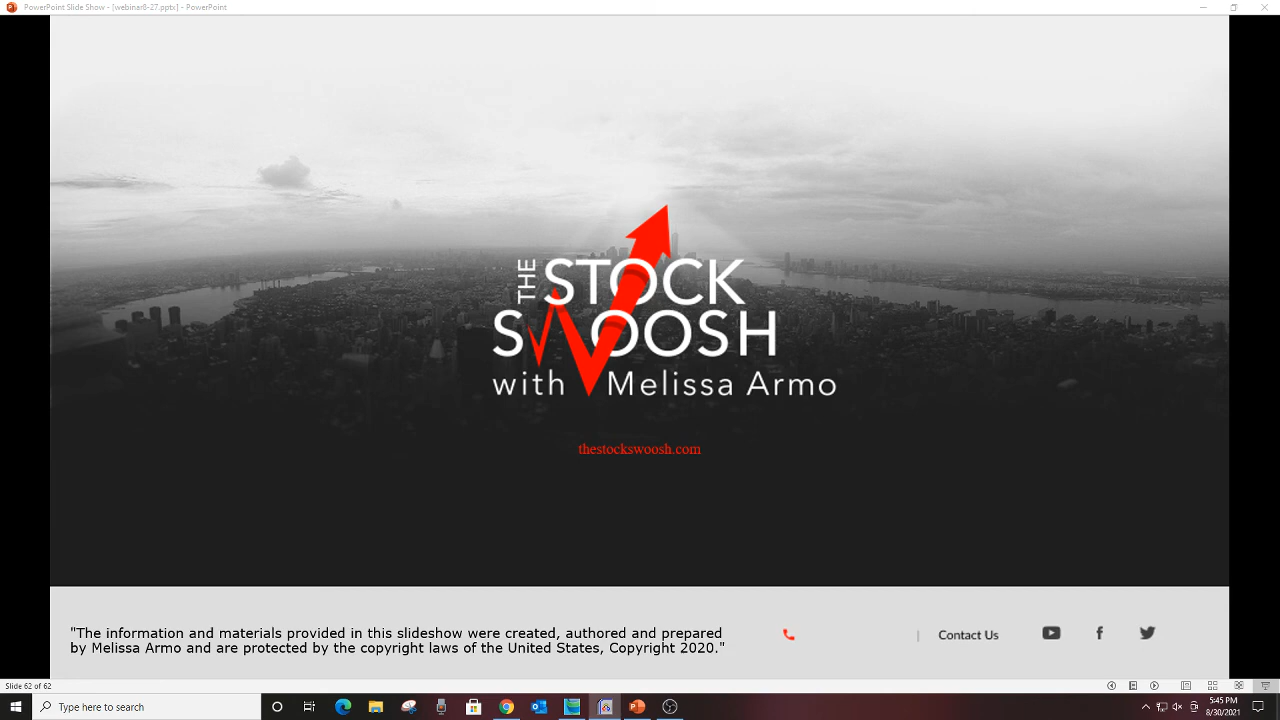 PowerPoint Slide Show - [webinar8-27.pptx] - PowerPoint
THE STOCK
SWOOSH
with Melissa Armo
thestockswoosh.com
"The information and materials provided in this slideshow were created, authored and prepared
by Melissa Armo and are protected by the copyright laws of the United States, Copyright 2020."
| Contact Us
Slide 62 of 62
Type here to search
5:45 PM
8/30/2021